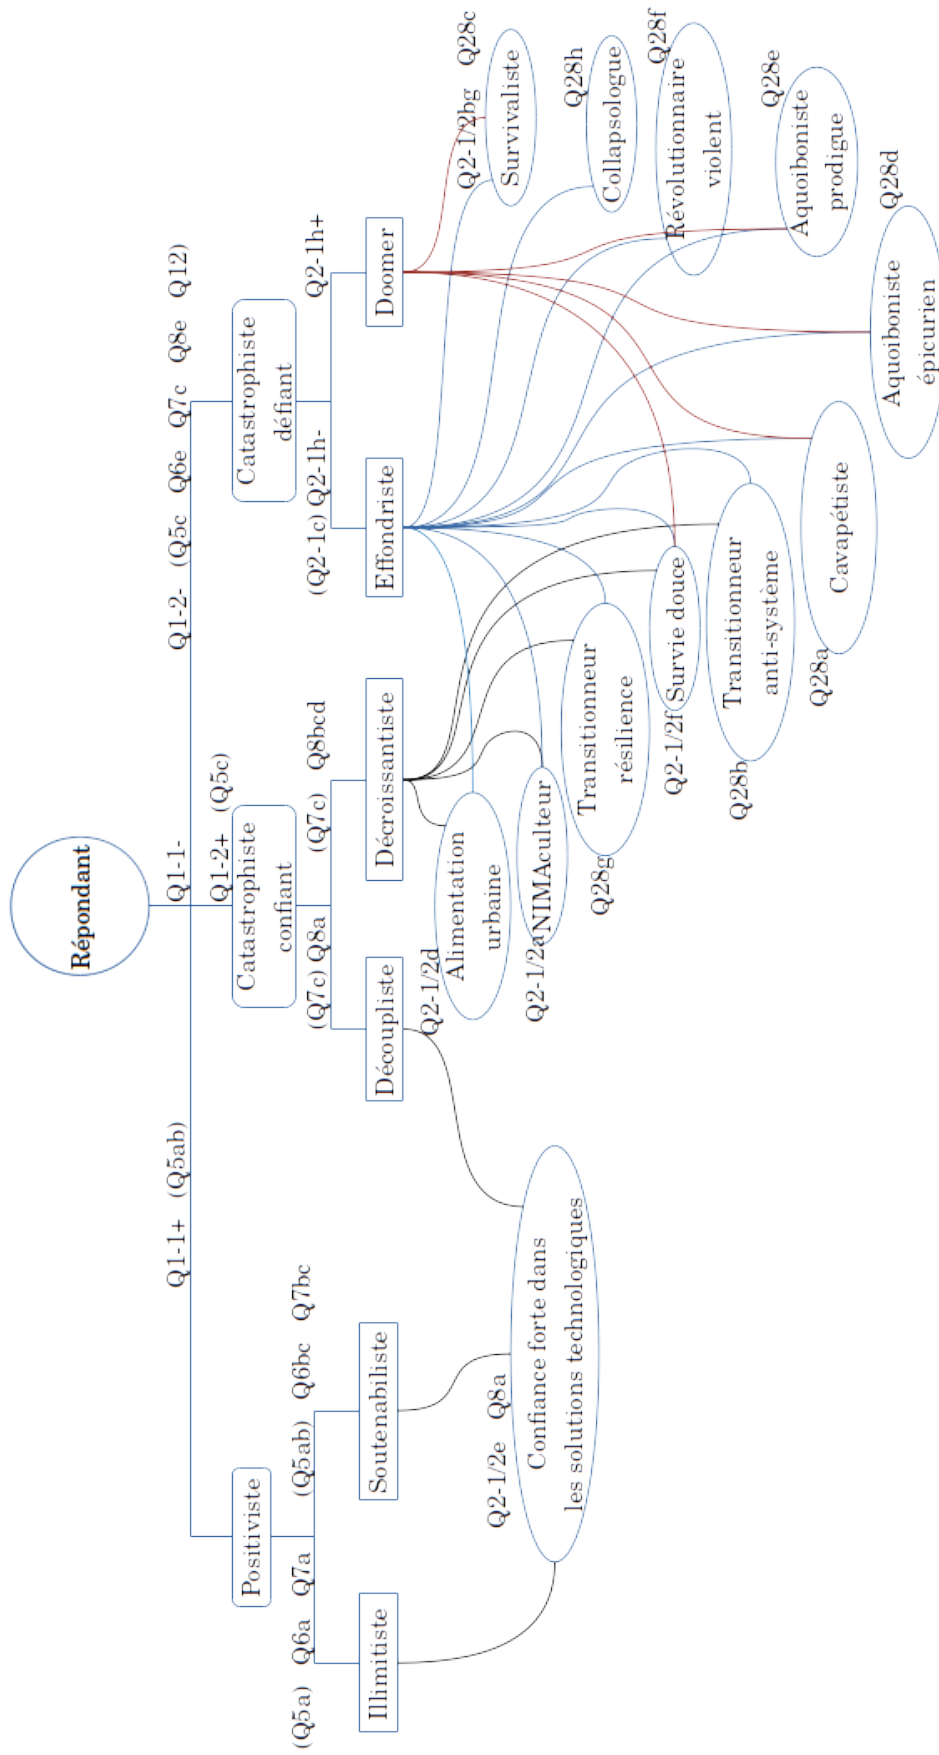 Répondant
Q1-1+ (Q5ab)
Q1-1-
Q1-2+ (Q5c)
Q1-2- (Q5c Q6e Q7c Q8e Q12)
Positiviste
Catastrophiste
confiant
Catastrophiste
défiant
(Q5a) Q6a Q7a
(Q5ab) Q6bc Q7bc
(Q7c) Q8a
(Q7c) Q8bcd
(Q2-1c) Q2-1h-
Q2-1h+
Illimitiste
Soutenabiliste
Découpliste
Décroissantiste
Effondriste
Doomer
Q2-1/2e Q8a
Confiance forte dans
les solutions technologiques
Q2-1/2d
Alimentation
urbaine
Q2-1/2a
NIMAculteur
Q28g
Transitionneur
résilience
Q2-1/2f
Survie douce
Q28b
Transitionneur
anti-système
Q28a
Cavapétiste
Q2-1/2bg Q28c
Survivaliste
Q28h
Collapsologue
Q28f
Révolutionnaire
violent
Q28e
Aquoiboniste
prodigue
Q28d
Aquoiboniste
épicurien